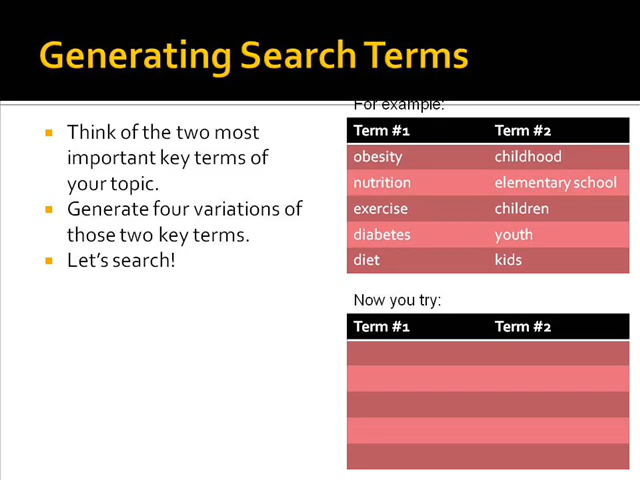 Generating Search Terms
Think of the two most
important key terms of
your topic.
Generate four variations of
those two key terms.
Let's search!
For example:
Term #1 Term #2
obesity childhood
nutrition elementary school
exercise children
diabetes youth
diet kids
Now you try:
Term #1 Term #2